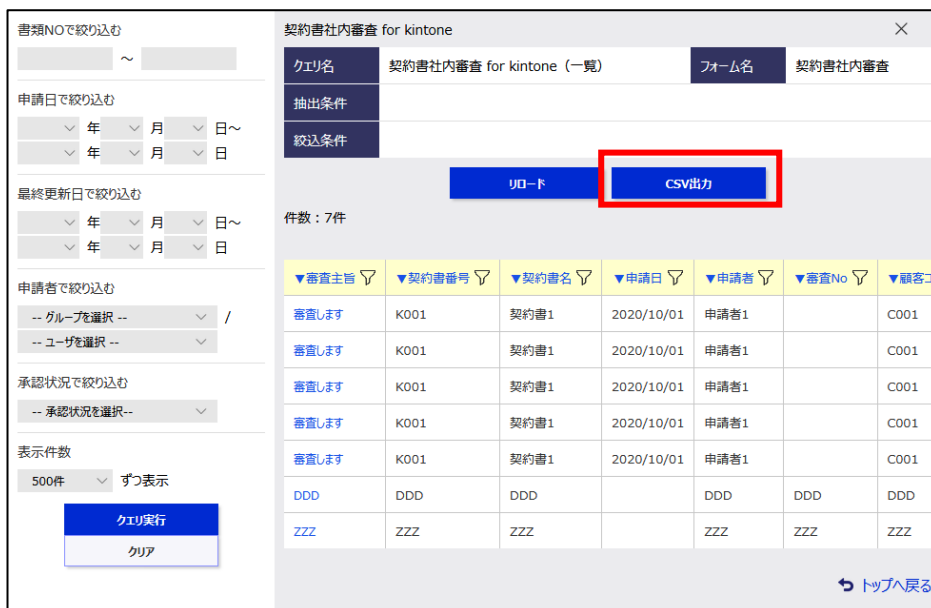 書類NOで絞り込む
～
申請日で絞り込む
年 月 日～
年 月 日
最終更新日で絞り込む
年 月 日～
年 月 日
申請者で絞り込む
-- グループを選択 -- /
-- ユーザを選択 --
承認状況で絞り込む
-- 承認状況を選択--
表示件数
500件 ずつ表示
クエリ実行
クリア
契約書社内審査 for kintone ×
クエリ名 契約書社内審査 for kintone（一覧） フォーム名 契約書社内審査
抽出条件
絞込条件
リロード CSV出力
件数：7件
▼審査主旨 ▼契約書番号 ▼契約書名 ▼申請日 ▼申請者 ▼審査No ▼顧客
審査します K001 契約書1 2020/10/01 申請者1 C001
審査します K001 契約書1 2020/10/01 申請者1 C001
審査します K001 契約書1 2020/10/01 申請者1 C001
審査します K001 契約書1 2020/10/01 申請者1 C001
審査します K001 契約書1 2020/10/01 申請者1 C001
DDD DDD DDD DDD DDD DDD
ZZZ ZZZ ZZZ ZZZ ZZZ ZZZ
トップへ戻る